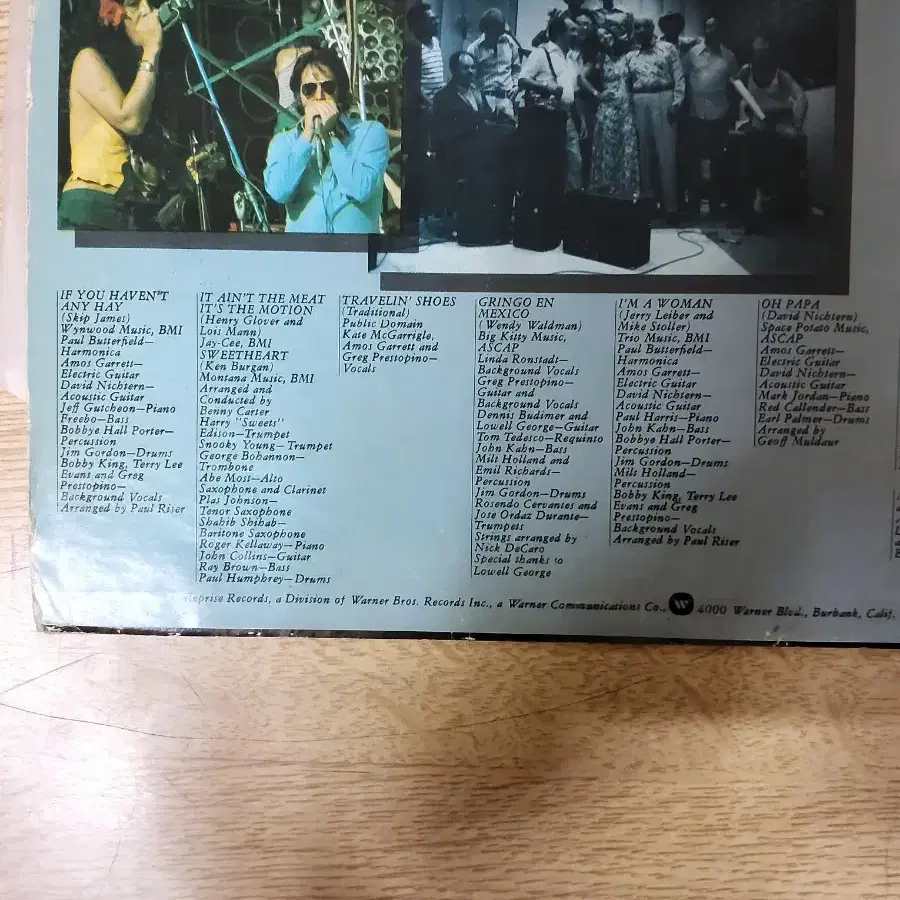 IF YOU HAVEN'T
ANY HAY
(Skip James)
Wynwood Music, BMI
Paul Butterfield—
Harmonica
Amos Garrett—
Electric Guitar
David Nichtern—
Acoustic Guitar
Jeff Gutcheon—Piano
Freebo—Bass
Bobbye Hall Porter—
Percussion
Jim Gordon—Drums
Bobby King, Terry Lee
Evans and Greg
Prestopino—
Background Vocals
Arranged by Paul Riser
IT AIN'T THE MEAT
IT'S THE MOTION
(Henry Glover and
Lois Mann)
Jay-Cee, BMI
SWEETHEART
(Ken Burgan)
Montana Music, BMI
Arranged and
Conducted by
Benny Carter
Harry "Sweets"
Edison—Trumpet
Snooky Young—Trumpet
George Bohannon—
Trombone
Abe Most—Alto
Saxophone and Clarinet
Plas Johnson—
Tenor Saxophone
Shahib Shihab—
Baritone Saxophone
Roger Kellaway—Piano
John Collins—Guitar
Ray Brown—Bass
Paul Humphrey—Drums
TRAVELIN' SHOES
(Traditional)
Public Domain
Kate McGarrigle,
Amos Garrett and
Greg Prestopino—
Vocals
GRINGO EN
MEXICO
(Wendy Waldman)
Big Kitty Music,
ASCAP
Linda Ronstadt—
Background Vocals
Greg Prestopino—
Guitar and
Background Vocals
Dennis Budimer and
Lowell George—Guitar
Tom Tedesco—Requinto
John Kahn—Bass
Milt Holland and
Emil Richards—
Percussion
Jim Gordon—Drums
Rosendo Cervantes and
Jose Ordaz Durante—
Trumpets
Strings arranged by
Nick DeCaro
Special thanks to
Lowell George
I'M A WOMAN
(Jerry Leiber and
Mike Stoller)
Trio Music, BMI
Paul Butterfield—
Harmonica
Amos Garrett—
Electric Guitar
David Nichtern—
Acoustic Guitar
Paul Harris—Piano
John Kahn—Bass
Bobbye Hall Porter—
Percussion
Jim Gordon—Drums
Milt Holland—
Percussion
Bobby King, Terry Lee
Evans and Greg
Prestopino—
Background Vocals
Arranged by Paul Riser
OH PAPA
(David Nichtern)
Space Potato Music,
ASCAP
Amos Garrett—
Electric Guitar
David Nichtern—
Acoustic Guitar
Mark Jordan—Piano
Red Callender—Bass
Earl Palmer—Drums
Arranged by
Geoff Muldaur
Reprise Records, a Division of Warner Bros. Records Inc., a Warner Communications Co., 4000 Warner Blvd., Burbank, Calif.